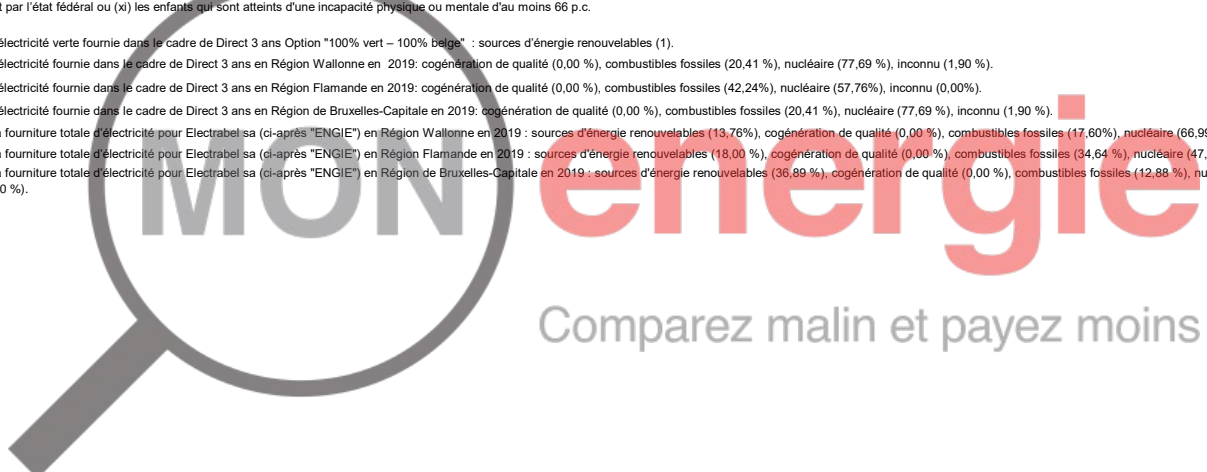 t par l'état fédéral ou (xi) les enfants qui sont atteints d'une incapacité physique ou mentale d'au moins 66 p.c.
électricité verte fournie dans le cadre de Direct 3 ans Option "100% vert – 100% belge" : sources d'énergie renouvelables (1).
électricité fournie dans le cadre de Direct 3 ans en Région Wallonne en 2019: cogénération de qualité (0,00 %), combustibles fossiles (20,41 %), nucléaire (77,69 %), inconnu (1,90 %).
électricité fournie dans le cadre de Direct 3 ans en Région Flamande en 2019: cogénération de qualité (0,00 %), combustibles fossiles (42,24%), nucléaire (57,76%), inconnu (0,00%).
électricité fournie dans le cadre de Direct 3 ans en Région de Bruxelles-Capitale en 2019: cogénération de qualité (0,00 %), combustibles fossiles (20,41 %), nucléaire (77,69 %), inconnu (1,90 %).
fourniture totale d'électricité pour Electrabel sa (ci-après "ENGIE") en Région Wallonne en 2019 : sources d'énergie renouvelables (13,76%), cogénération de qualité (0,00 %), combustibles fossiles (17,60%), nucléaire (66,99
fourniture totale d'électricité pour Electrabel sa (ci-après "ENGIE") en Région Flamande en 2019 : sources d'énergie renouvelables (18,00 %), cogénération de qualité (0,00 %), combustibles fossiles (34,64 %), nucléaire (47,
fourniture totale d'électricité pour Electrabel sa (ci-après "ENGIE") en Région de Bruxelles-Capitale en 2019 : sources d'énergie renouvelables (36,89 %), cogénération de qualité (0,00 %), combustibles fossiles (12,88 %), nu
0 %).
MON energie
Comparez malin et payez moins